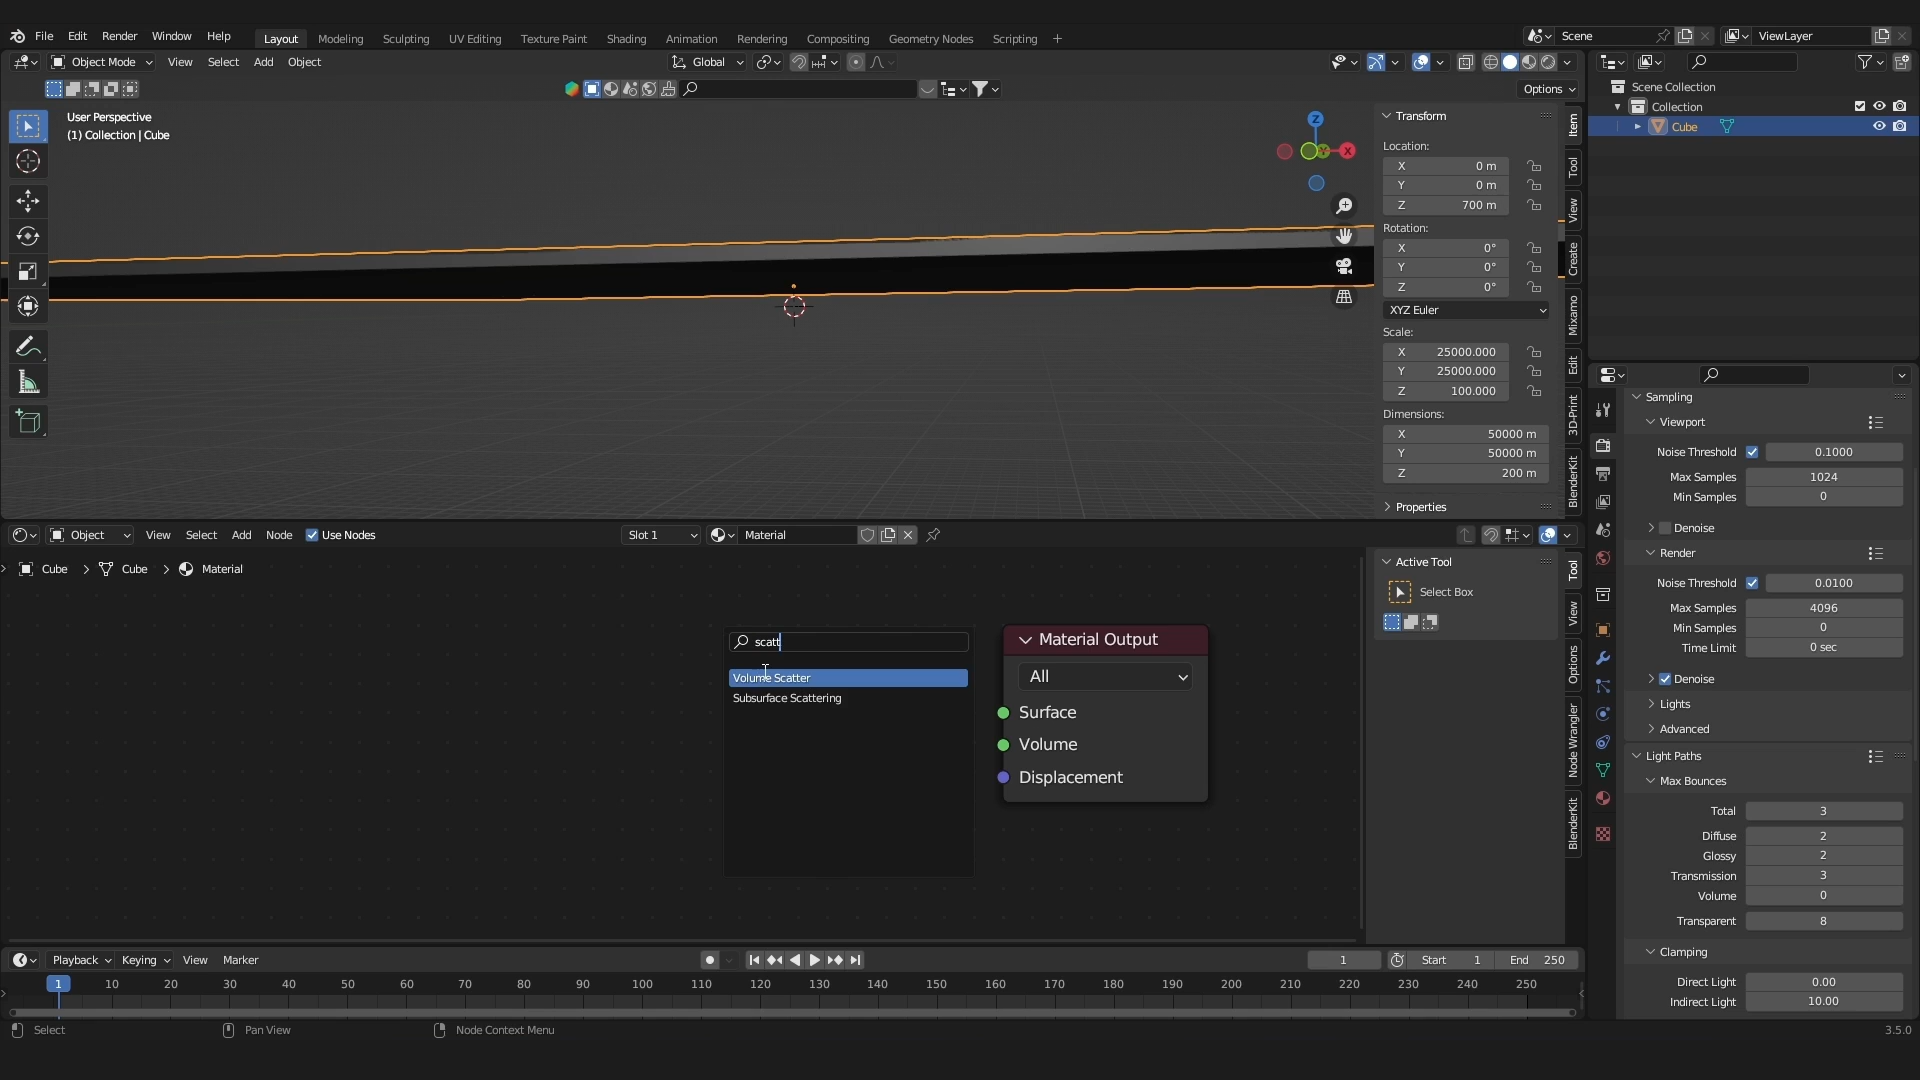 File Edit Render Window Help Layout Modeling Sculpting UV Editing Texture Paint Shading Animation Rendering Compositing Geometry Nodes Scripting + Scene ViewLayer
Object Mode View Select Add Object Global
Options
User Perspective
(1) Collection | Cube
Z
X
Scene Collection
Collection
Cube
Transform
Location:
X 0 m
Y 0 m
Z 700 m
Rotation:
X 0°
Y 0°
Z 0°
XYZ Euler
Scale:
X 25000.000
Y 25000.000
Z 100.000
Dimensions:
X 50000 m
Y 50000 m
Z 200 m
Properties
Item
Tool
View
Create
Mixamo
Edit
3D-Print
BlenderKit
Sampling
Viewport
Noise Threshold 0.1000
Max Samples 1024
Min Samples 0
Denoise
Render
Noise Threshold 0.0100
Max Samples 4096
Min Samples 0
Time Limit 0 sec
Denoise
Lights
Advanced
Light Paths
Max Bounces
Total 3
Diffuse 2
Glossy 2
Transmission 3
Volume 0
Transparent 8
Clamping
Direct Light 0.00
Indirect Light 10.00
Object View Select Add Node Use Nodes Slot 1 Material
Cube > Cube > Material
scatt
Volume Scatter
Subsurface Scattering
Material Output
All
Surface
Volume
Displacement
Active Tool
Select Box
Tool
View
Options
Node Wrangler
BlenderKit
Playback Keying View Marker 1 Start 1 End 250
1 10 20 30 40 50 60 70 80 90 100 110 120 130 140 150 160 170 180 190 200 210 220 230 240 250
Select Pan View Node Context Menu 3.5.0